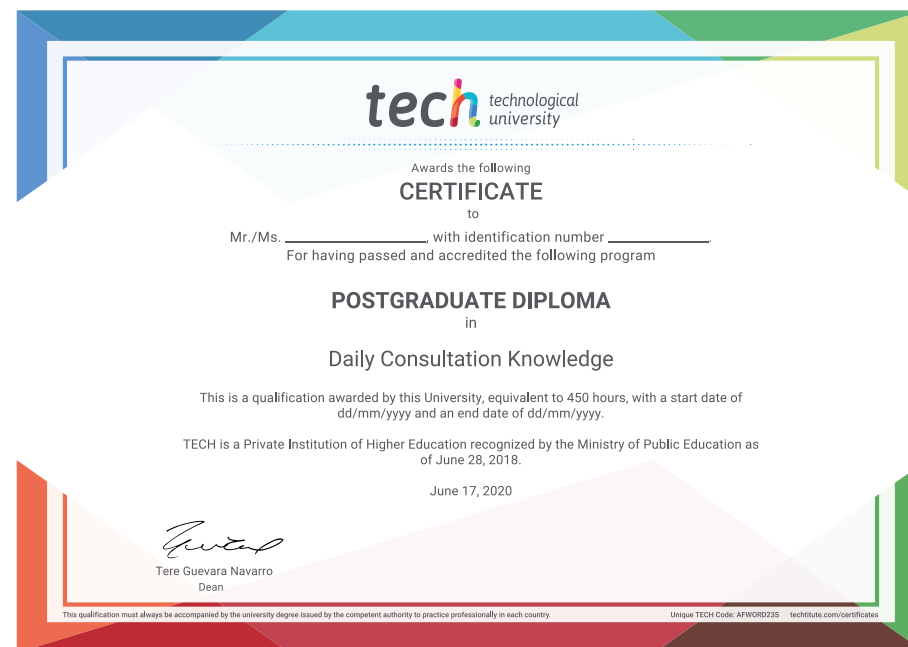 tech technological
university
Awards the following
CERTIFICATE
to
Mr./Ms. ____________________, with identification number ______________.
For having passed and accredited the following program
POSTGRADUATE DIPLOMA
in
Daily Consultation Knowledge
This is a qualification awarded by this University, equivalent to 450 hours, with a start date of
dd/mm/yyyy and an end date of dd/mm/yyyy.
TECH is a Private Institution of Higher Education recognized by the Ministry of Public Education as
of June 28, 2018.
June 17, 2020
Tere Guevara Navarro
Dean
This qualification must always be accompanied by the university degree issued by the competent authority to practice professionally in each country.
Unique TECH Code: AFWORD23S techtitute.com/certificates